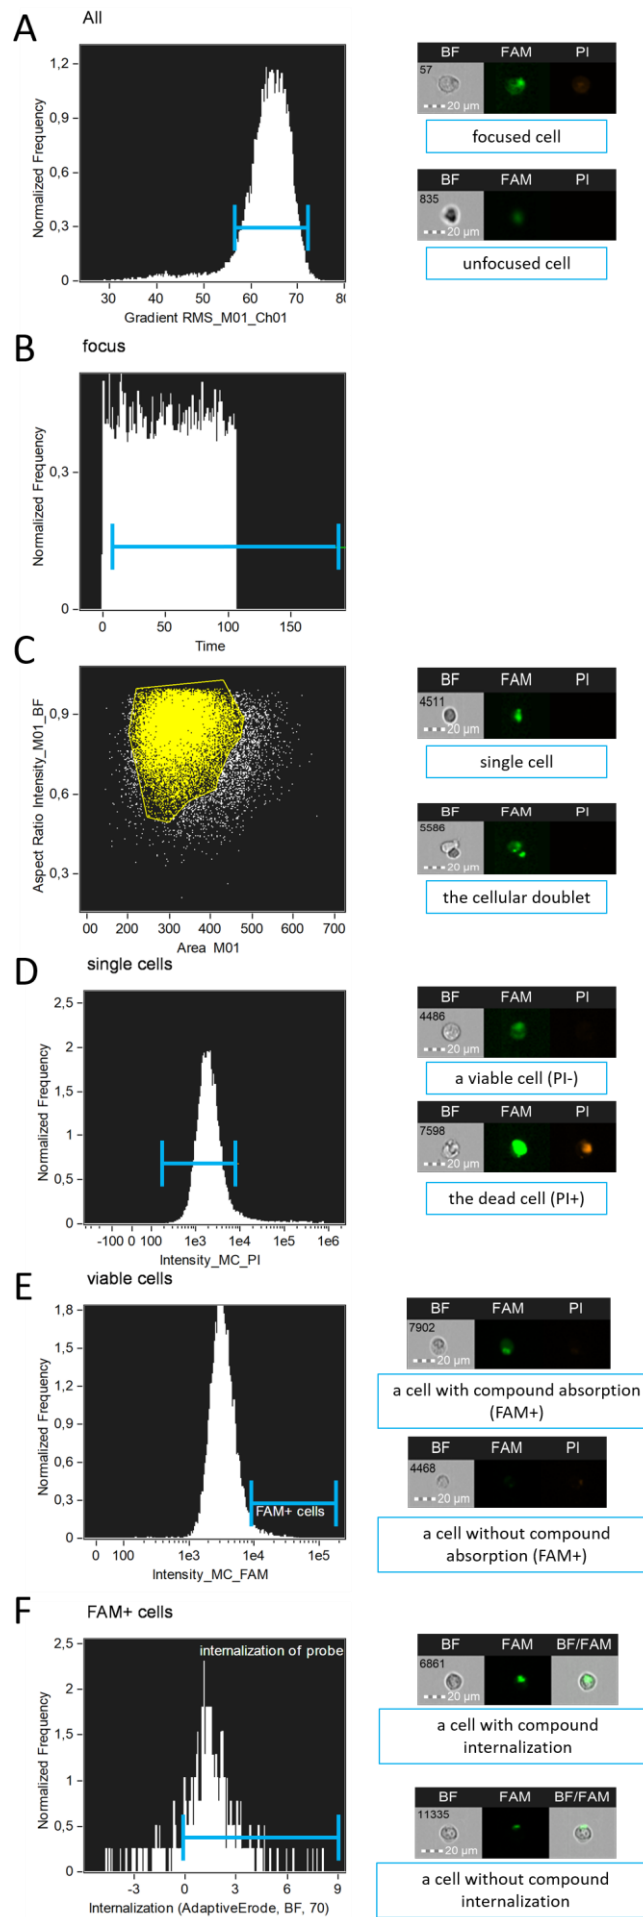 A
All
1,2
0,9
0,6
0,3
0
Normalized Frequency
30 40 50 60 70 80
Gradient RMS_M01_Ch01
BF FAM PI
57
20 µm
focused cell
BF FAM PI
835
20 µm
unfocused cell
B
focus
0,3
0
Normalized Frequency
0 50 100 150
Time
C
0,9
0,6
0,3
Aspect Ratio Intensity_M01_BF
00 200 300 400 500 600 700
Area_M01
BF FAM PI
4511
20 µm
single cell
BF FAM PI
5586
20 µm
the cellular doublet
D
single cells
2,5
2
1,5
1
0,5
0
Normalized Frequency
-100 0 100 1e3 1e4 1e5 1e6
Intensity_MC_PI
BF FAM PI
4486
20 µm
a viable cell (PI-)
BF FAM PI
7598
20 µm
the dead cell (PI+)
E
viable cells
1,8
1,5
1,2
0,9
0,6
0,3
0
Normalized Frequency
FAM+ cells
0 100 1e3 1e4 1e5
Intensity_MC_FAM
BF FAM PI
7902
20 µm
a cell with compound absorption
(FAM+)
BF FAM PI
4468
20 µm
a cell without compound
absorption (FAM+)
F
FAM+ cells
2,5
2
1,5
1
0,5
0
Normalized Frequency
internalization of probe
-3 0 3 6 9
Internalization (AdaptiveErode, BF, 70)
BF FAM BF/FAM
6861
20 µm
a cell with compound
internalization
BF FAM BF/FAM
11335
20 µm
a cell without compound
internalization